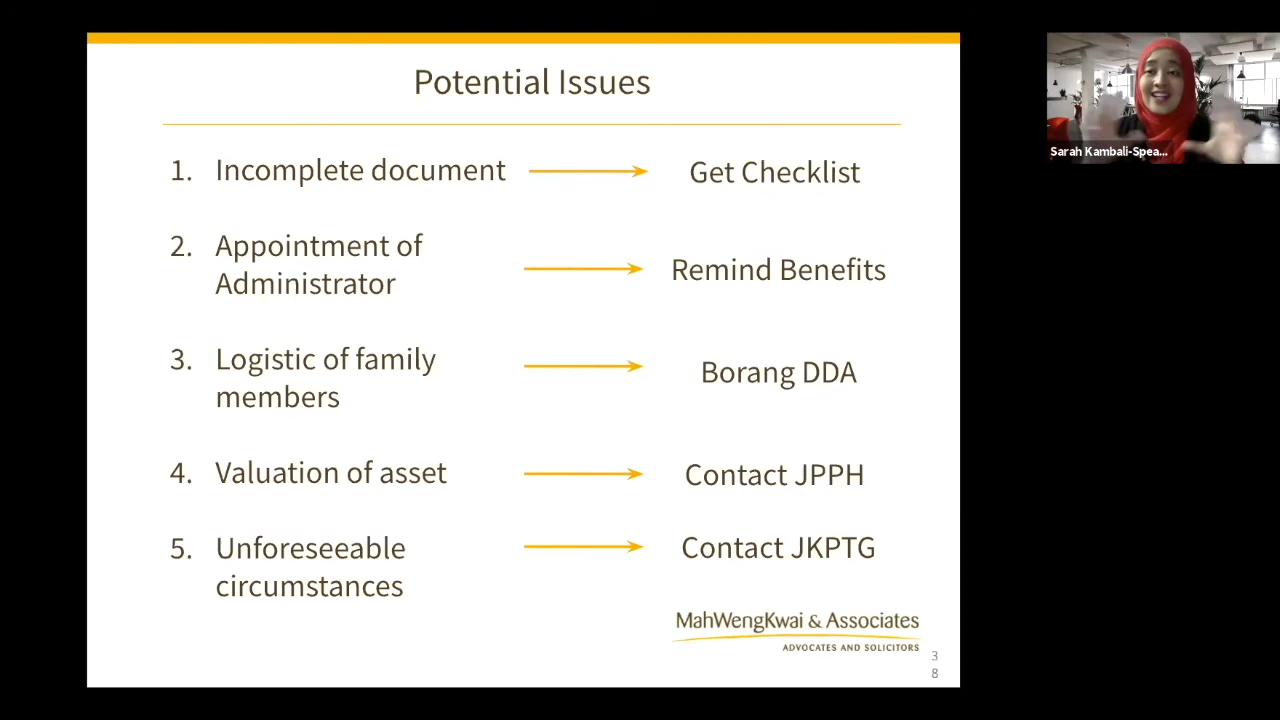 Potential Issues
1. Incomplete document
Get Checklist
2. Appointment of
Administrator
Remind Benefits
3. Logistic of family
members
Borang DDA
4. Valuation of asset
Contact JPPH
5. Unforeseeable
circumstances
Contact JKPTG
MahWengKwai & Associates
ADVOCATES AND SOLICITORS
3
8
Sarah Kambali-Spea...